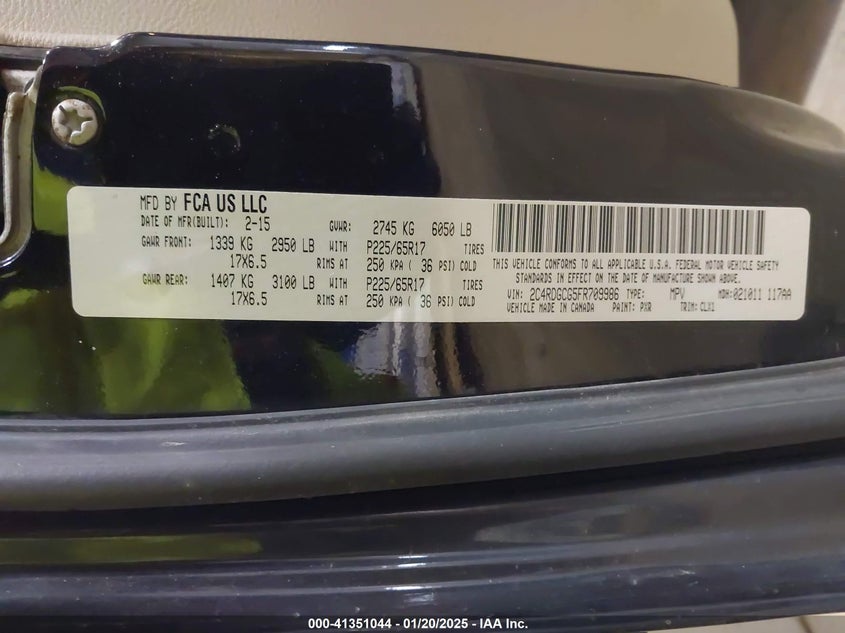 MFD BY FCA US LLC
DATE OF MFR(BUILT): 2-15 GVWR: 2745 KG 6050 LB
GAWR FRONT: 1339 KG 2950 LB WITH P225/65R17 TIRES
17X6.5 RIMS AT 250 KPA ( 36 PSI) COLD
GAWR REAR: 1407 KG 3100 LB WITH P225/65R17 TIRES
17X6.5 RIMS AT 250 KPA ( 36 PSI) COLD
THIS VEHICLE CONFORMS TO ALL APPLICABLE U.S.A. FEDERAL MOTOR VEHICLE SAFETY
STANDARDS IN EFFECT ON THE DATE OF MANUFACTURE SHOWN ABOVE.
VIN: 2C4RDGCG5FR709986 TYPE: MPV MDH: 021011 117AA
VEHICLE MADE IN CANADA PAINT: PXR TRIM: CLX1
000-41351044 — 01/20/2025 — IAA Inc.